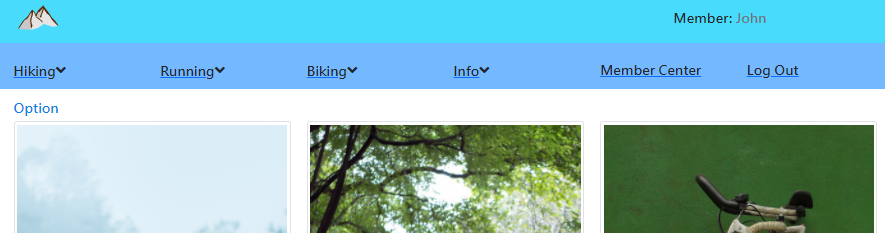 Member: John
Hiking Running Biking Info Member Center Log Out
Option